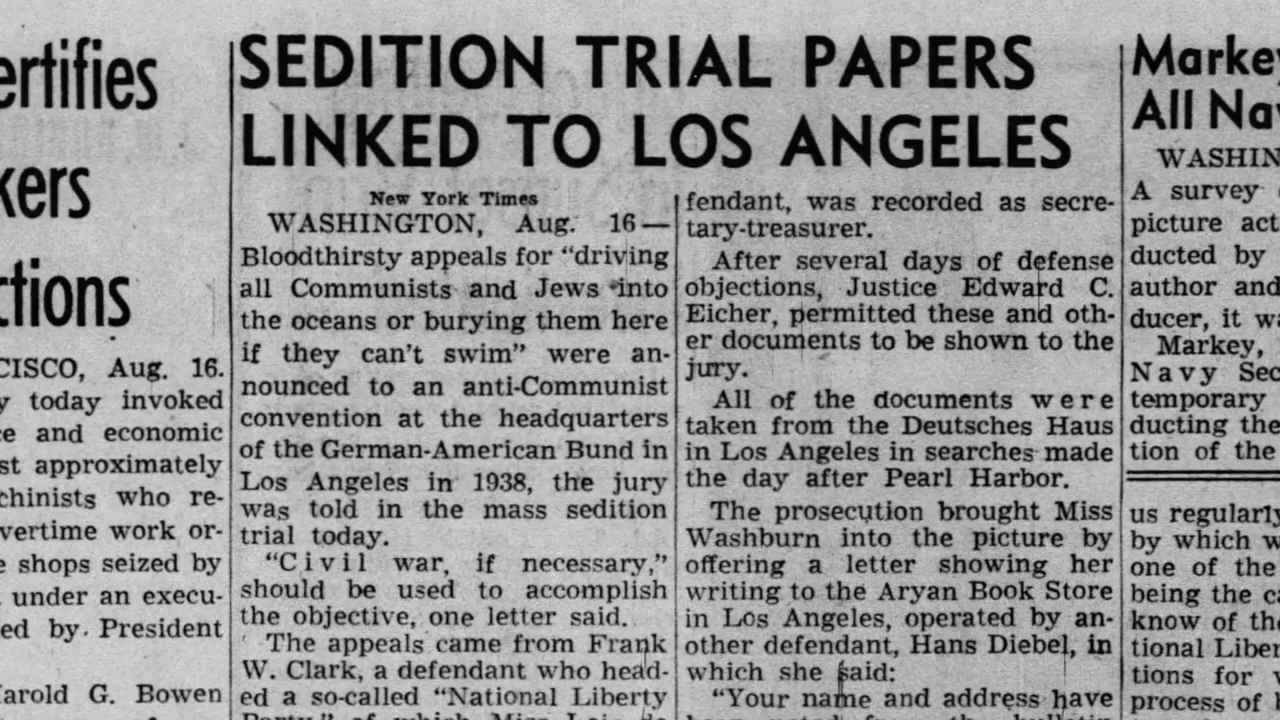 ertifies
kers
ctions
CISCO, Aug. 16.
y today invoked
ce and economic
st approximately
chinists who re-
vertime work or-
e shops seized by
under an execu-
ed by President
Harold G. Bowen
SEDITION TRIAL PAPERS
LINKED TO LOS ANGELES
New York Times
WASHINGTON, Aug. 16—
Bloodthirsty appeals for “driving
all Communists and Jews into
the oceans or burying them here
if they can’t swim” were an-
nounced to an anti-Communist
convention at the headquarters
of the German-American Bund in
Los Angeles in 1938, the jury
was told in the mass sedition
trial today.
“Civil war, if necessary,”
should be used to accomplish
the objective, one letter said.
The appeals came from Frank
W. Clark, a defendant who head-
ed a so-called “National Liberty
Party,” of which Miss Lois de
fendant, was recorded as secre-
tary-treasurer.
After several days of defense
objections, Justice Edward C.
Eicher, permitted these and oth-
er documents to be shown to the
jury.
All of the documents were
taken from the Deutsches Haus
in Los Angeles in searches made
the day after Pearl Harbor.
The prosecution brought Miss
Washburn into the picture by
offering a letter showing her
writing to the Aryan Book Store
in Los Angeles, operated by an-
other defendant, Hans Diebel, in
which she said:
“Your name and address have
Markey
All Na
WASHIN
A survey
picture act
ducted by
author and
ducer, it wa
Markey,
Navy Sec
temporary
ducting the
tion of the
us regularly
by which w
one of the
being the ca
know of the
tional Liber
tions for
process of